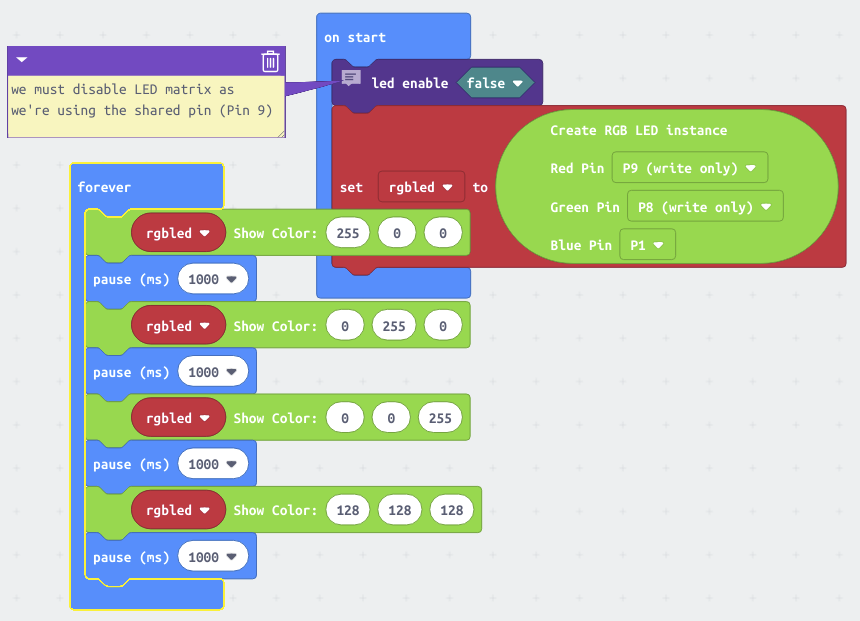 on start
we must disable LED matrix as
we're using the shared pin (Pin 9)
led enable false
Create RGB LED instance
Red Pin P9 (write only)
set rgbled to
Green Pin P8 (write only)
Blue Pin P1
forever
rgbled Show Color: 255 0 0
pause (ms) 1000
rgbled Show Color: 0 255 0
pause (ms) 1000
rgbled Show Color: 0 0 255
pause (ms) 1000
rgbled Show Color: 128 128 128
pause (ms) 1000